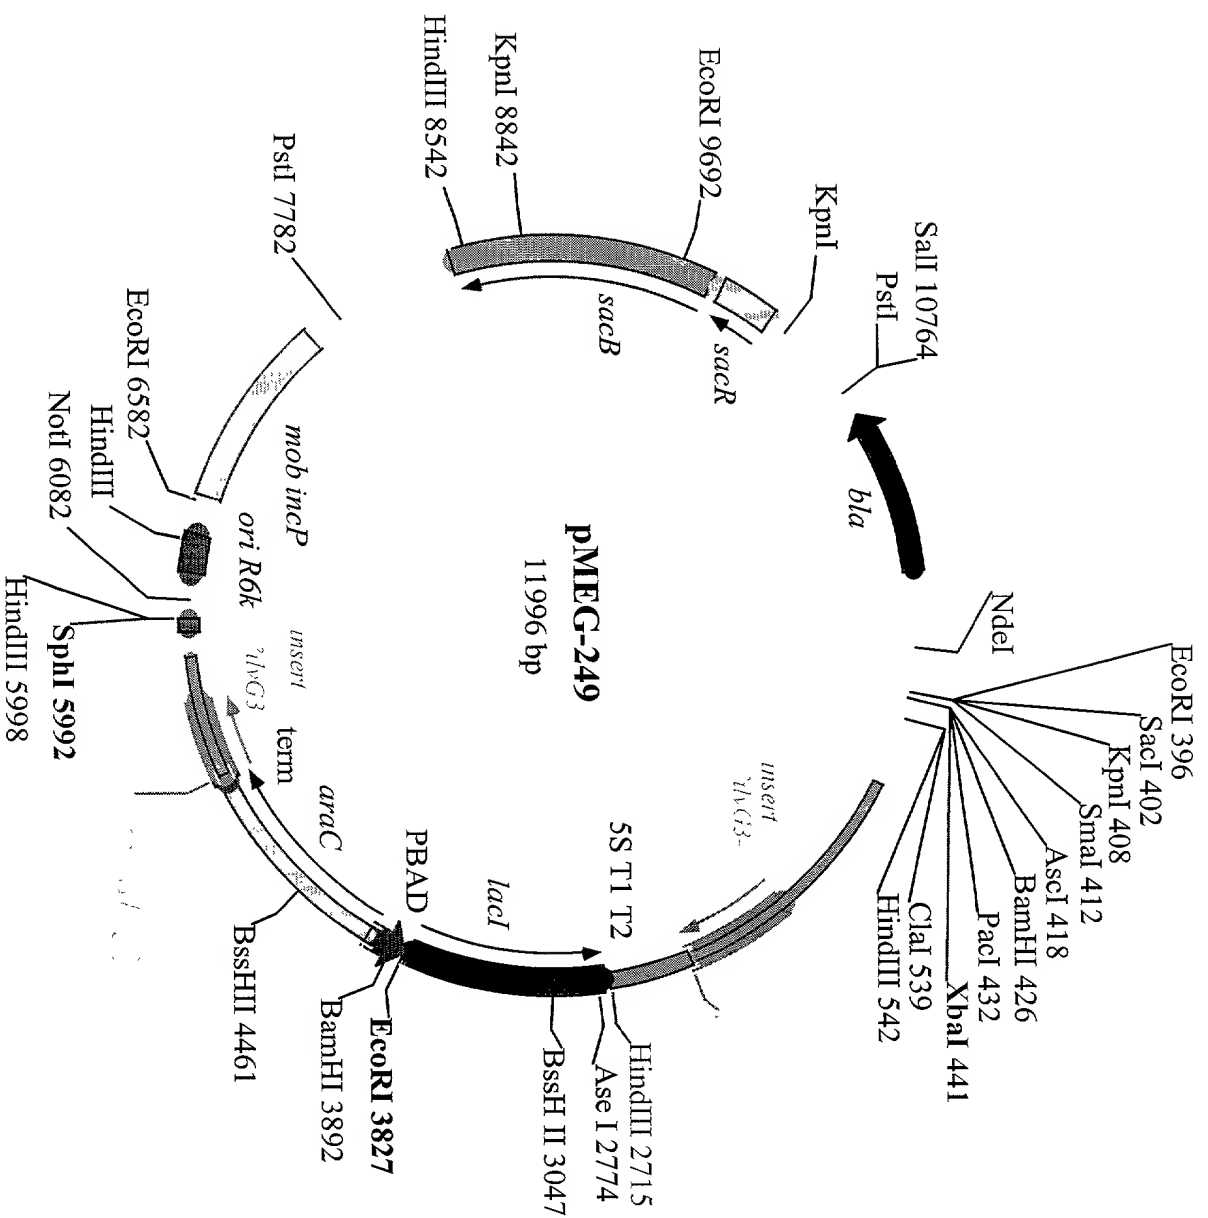 pMEG-249
11996 bp
NdeI
EcoRI 396
SacI 402
KpnI 408
SmaI 412
AscI 418
BamHI 426
PacI 432
XbaI 441
ClaI 539
HindIII 542
insert
5S T1 T2
HindIII 2715
Ase I 2774
BssH II 3047
lacI
PBAD
EcoRI 3827
BamHI 3892
BssHII 4461
araC
term
insert
'ilvG3
HindIII 5998
SphI 5992
NotI 6082
HindIII
ori R6k
EcoRI 6582
mob incP
PstI 7782
HindIII 8542
KpnI 8842
EcoRI 9692
sacB
sacR
KpnI
SalI 10764
PstI
bla